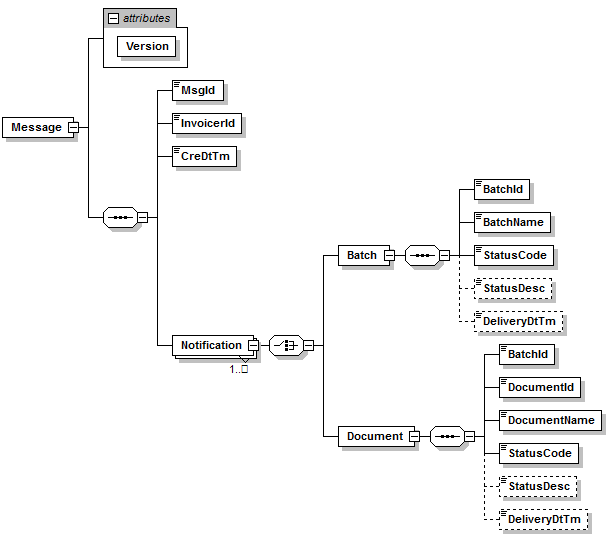 attributes
Version
Message
MsgId
InvoicerId
CreDtTm
Notification
1..□
Batch
BatchId
BatchName
StatusCode
StatusDesc
DeliveryDtTm
Document
BatchId
DocumentId
DocumentName
StatusCode
StatusDesc
DeliveryDtTm